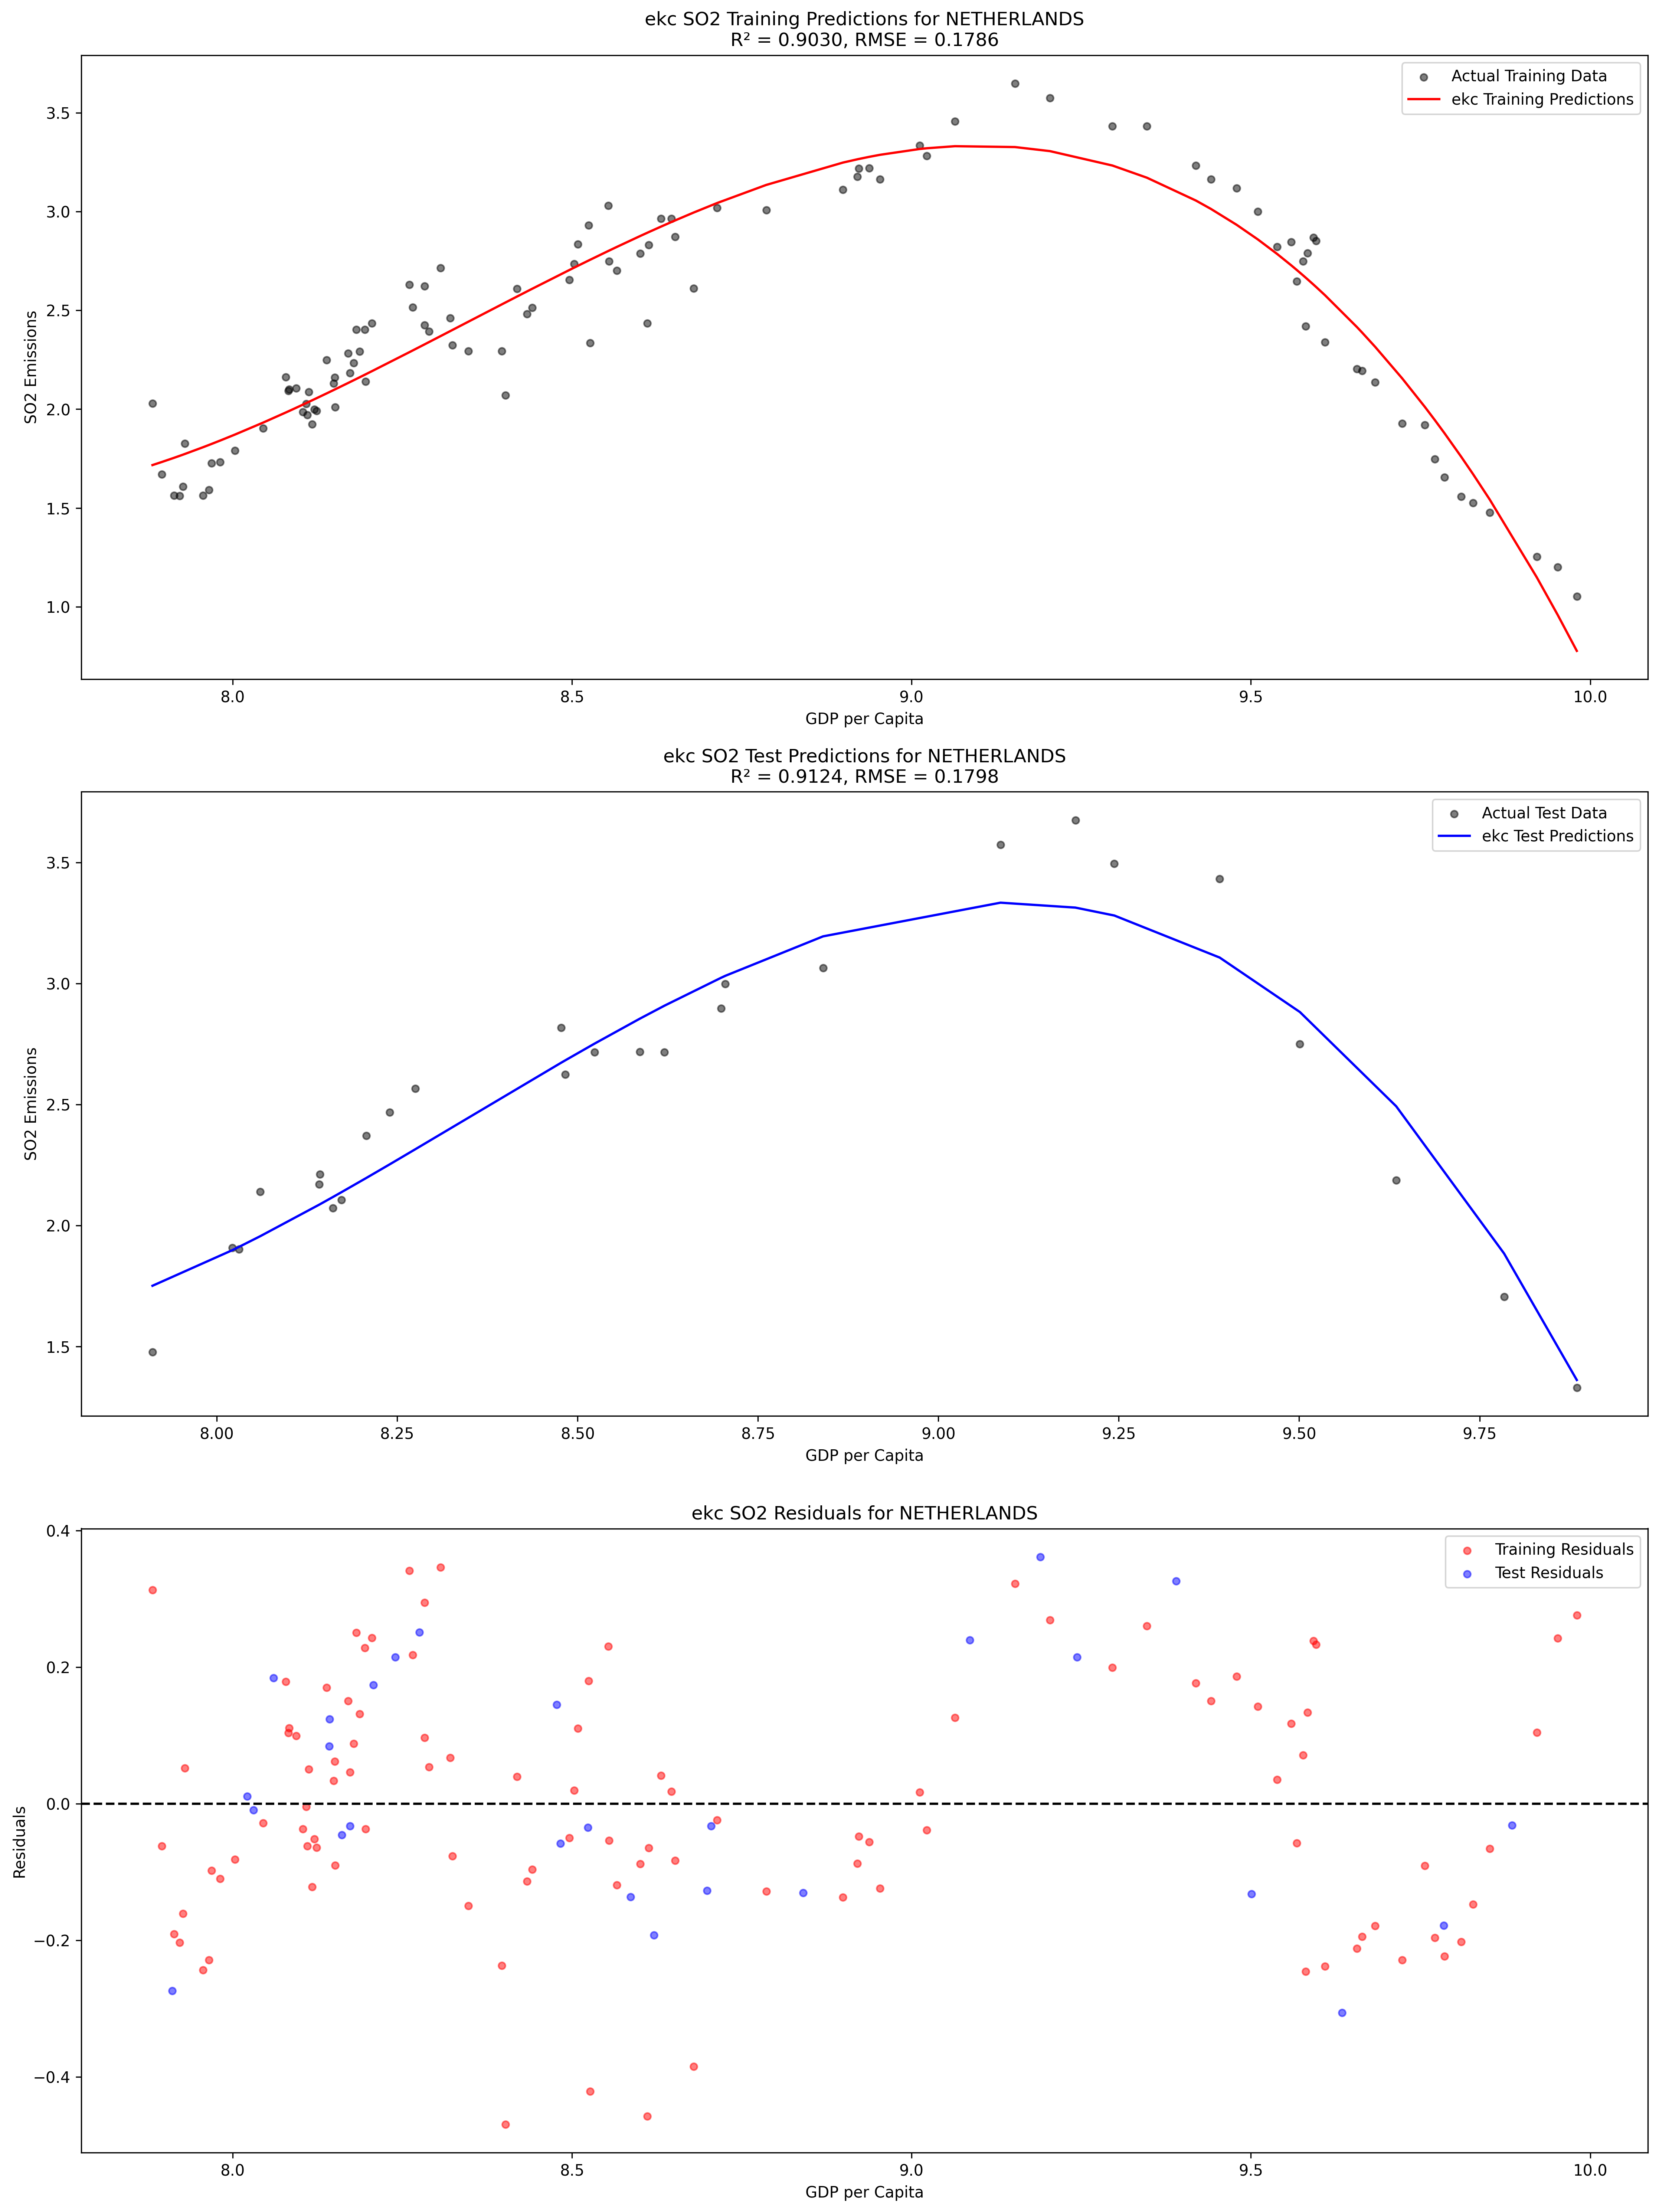 ekc SO2 Training Predictions for NETHERLANDS
R² = 0.9030, RMSE = 0.1786
Actual Training Data
ekc Training Predictions
3.5
3.0
2.5
2.0
1.5
1.0
SO2 Emissions
8.0 8.5 9.0 9.5 10.0
GDP per Capita
ekc SO2 Test Predictions for NETHERLANDS
R² = 0.9124, RMSE = 0.1798
Actual Test Data
ekc Test Predictions
3.5
3.0
2.5
2.0
1.5
SO2 Emissions
8.00 8.25 8.50 8.75 9.00 9.25 9.50 9.75
GDP per Capita
ekc SO2 Residuals for NETHERLANDS
Training Residuals
Test Residuals
0.4
0.2
0.0
−0.2
−0.4
Residuals
8.0 8.5 9.0 9.5 10.0
GDP per Capita